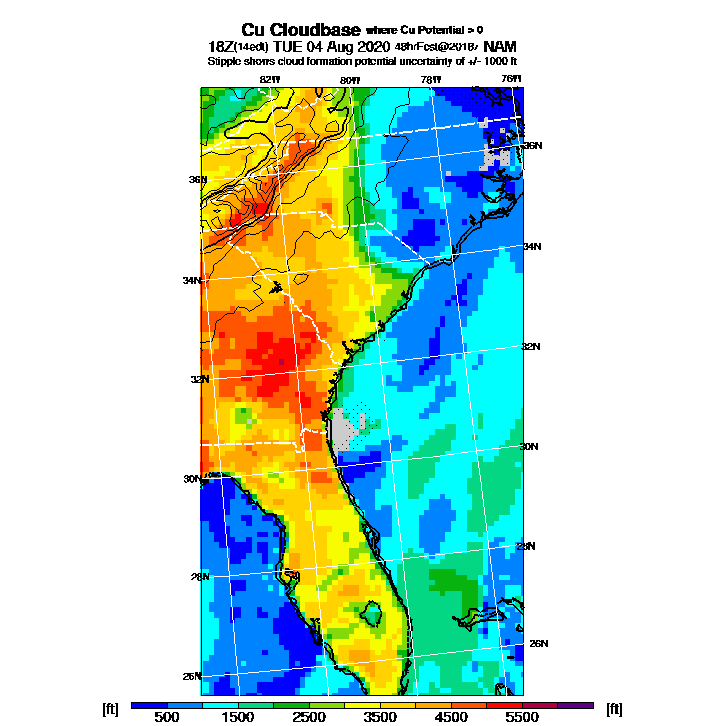 Cu Cloudbase where Cu Potential > 0
18Z(14edt) TUE 04 Aug 2020 48hrFcst@2018z NAM
Stipple shows cloud formation potential uncertainty of +/- 1000 ft
82W 80W 78W 76W
36N
36N
34N
34N
32N
32N
30N
30N
28N
28N
26N
26N
[ft] 500 1500 2500 3500 4500 5500 [ft]